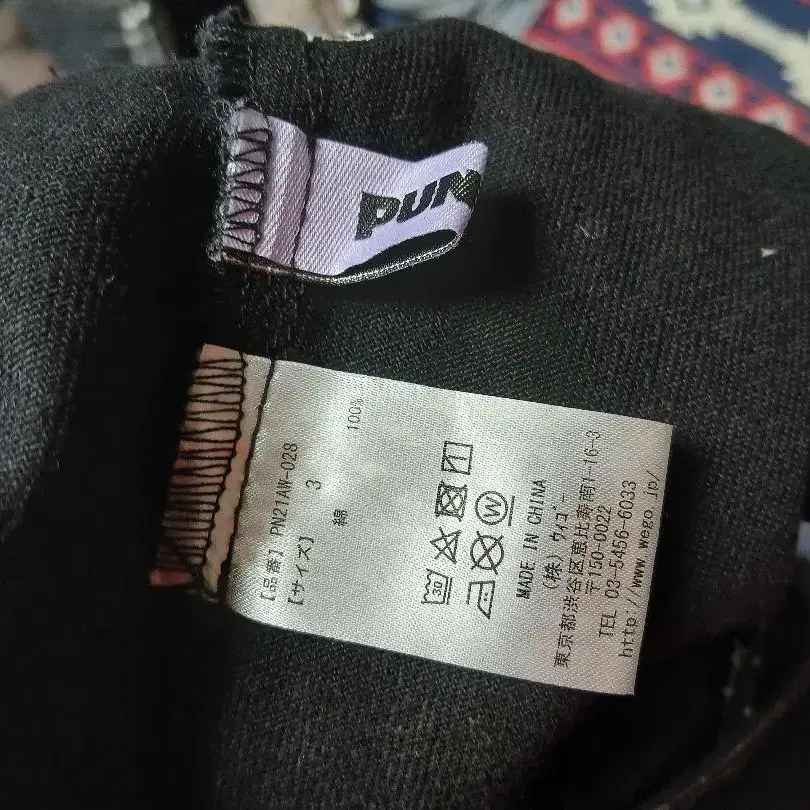 PUN
【品番】PN21AW-028
【サイズ】 3
綿 100%
30
W
MADE IN CHINA
(株) ウィゴー
東京都渋谷区恵比寿南1-16-3
〒150-0022
TEL 03-5456-6033
http://www.wego.jp/